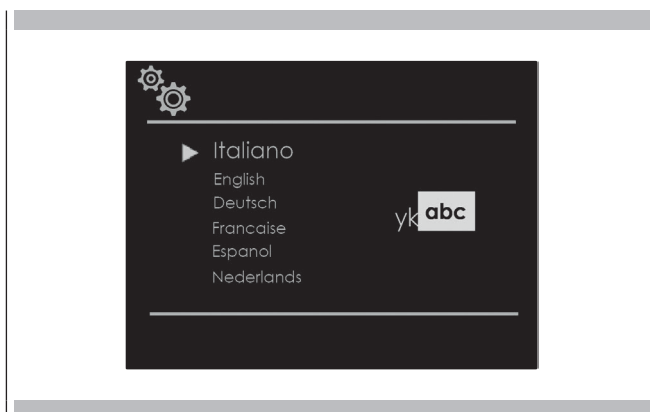 Italiano
English
Deutsch
Francaise
Espanol
Nederlands
yk abc